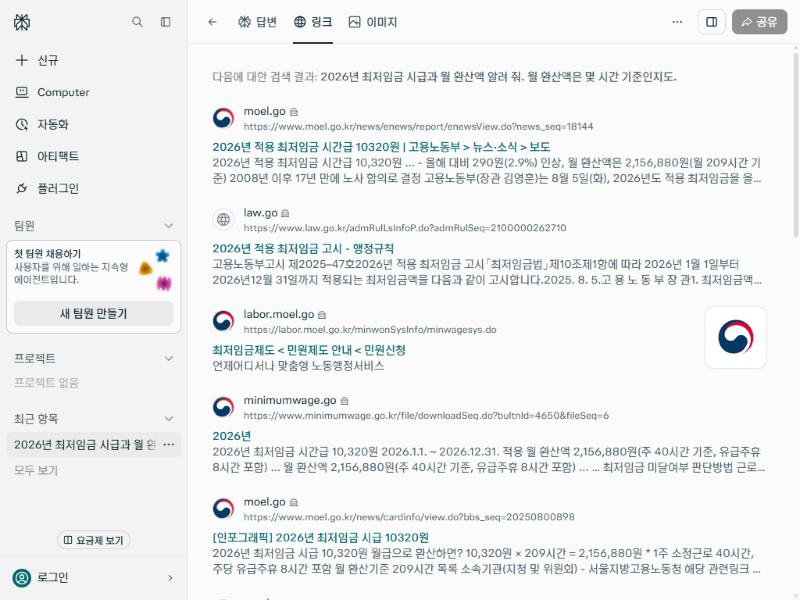 답변
링크
이미지
공유
신규
Computer
자동화
아티팩트
플러그인
팀원
첫 팀원 채용하기
사용자를 위해 일하는 지속형
에이전트입니다.
새 팀원 만들기
프로젝트
프로젝트 없음
최근 항목
2026년 최저임금 시급과 월 환
모두 보기
요금제 보기
로그인
다음에 대한 검색 결과: 2026년 최저임금 시급과 월 환산액 알려 줘. 월 환산액은 몇 시간 기준인지도.
moel.go
https://www.moel.go.kr/news/enews/report/enewsView.do?news_seq=18144
2026년 적용 최저임금 시간급 10320원 | 고용노동부 > 뉴스·소식 > 보도
2026년 적용 최저임금 시간급 10,320원 ... - 올해 대비 290원(2.9%) 인상, 월 환산액은 2,156,880원(월 209시간 기
준) 2008년 이후 17년 만에 노사 합의로 결정 고용노동부(장관 김영훈)는 8월 5일(화), 2026년도 적용 최저임금을 을...
law.go
https://www.law.go.kr/admRulLsInfoP.do?admRulSeq=2100000262710
2026년 적용 최저임금 고시 - 행정규칙
고용노동부고시 제2025–47호2026년 적용 최저임금 고시「최저임금법」제10조제1항에 따라 2026년 1월 1일부터
2026년12월 31일까지 적용되는 최저임금액을 다음과 같이 고시합니다.2025. 8. 5.고 용 노 동 부 장 관1. 최저임금액...
labor.moel.go
https://labor.moel.go.kr/minwonSysInfo/minwagesys.do
최저임금제도 < 민원제도 안내 < 민원신청
언제어디서나 맞춤영 노동행정서비스
minimumwage.go
https://www.minimumwage.go.kr/file/downloadSeq.do?bultnId=4650&fileSeq=6
2026년
2026년 최저임금 시간급 10,320원 2026.1.1. ~ 2026.12.31. 적용 월 환산액 2,156,880원(주 40시간 기준, 유급주휴
8시간 포함) ... 월 환산액 2,156,880원(주 40시간 기준, 유급주휴 8시간 포함) ... ... 최저임금 미달여부 판단방법 근로...
moel.go
https://www.moel.go.kr/news/cardinfo/view.do?bbs_seq=20250800898
[인포그래픽] 2026년 최저임금 시급 10320원
2026년 최저임금 시급 10,320원 월급으로 환산하면? 10,320원 × 209시간 = 2,156,880원 * 1주 소정근로 40시간,
주당 유급주휴 8시간 포함 월 환산기준 209시간 목록 소속기관(지청 및 위원회) - 서울지방고용노동청 해당 관련링크 ...